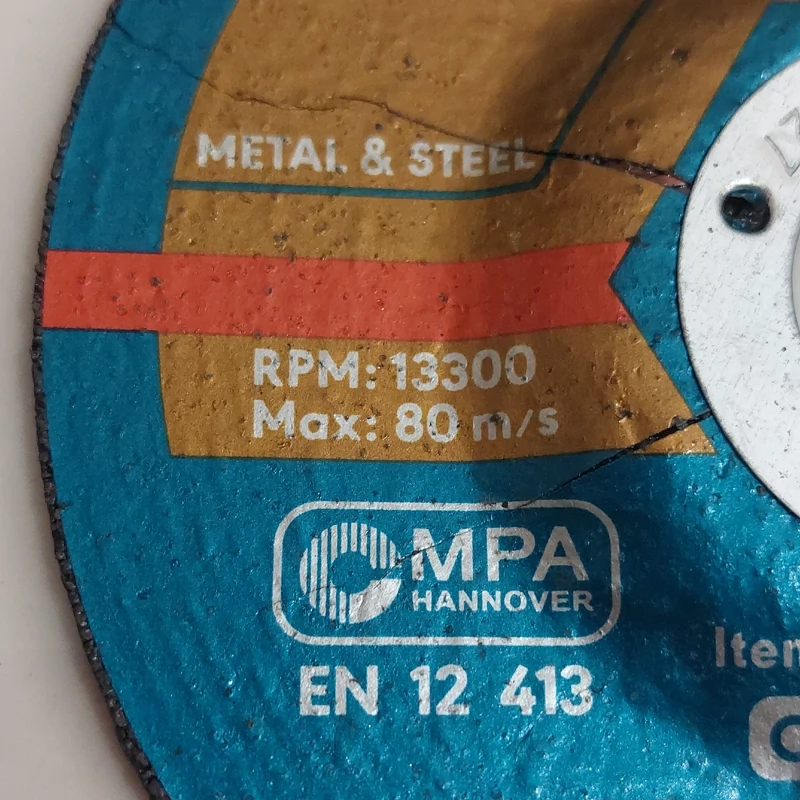 METAL & STEEL
RPM: 13300
Max: 80 m/s
MPA
HANNOVER
EN 12 413